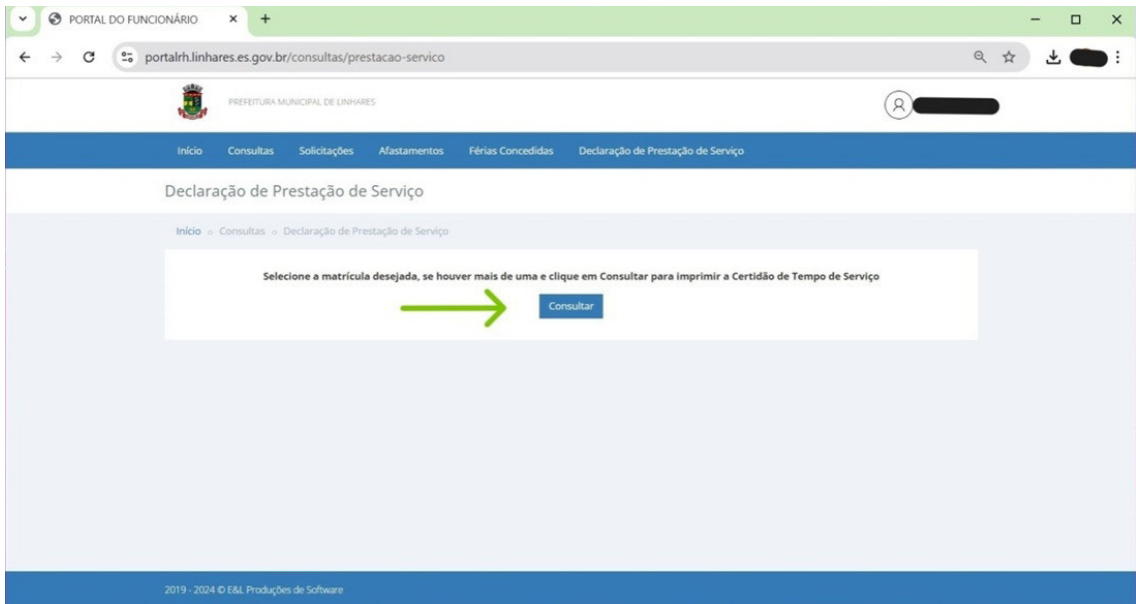 PORTAL DO FUNCIONÁRIO
portalrh.linhares.es.gov.br/consultas/prestacao-servico
PREFEITURA MUNICIPAL DE LINHARES
Início Consultas Solicitações Afastamentos Férias Concedidas Declaração de Prestação de Serviço
Declaração de Prestação de Serviço
Início Consultas Declaração de Prestação de Serviço
Selecione a matrícula desejada, se houver mais de uma e clique em Consultar para imprimir a Certidão de Tempo de Serviço
Consultar
2019 - 2024 © E&L Produções de Software